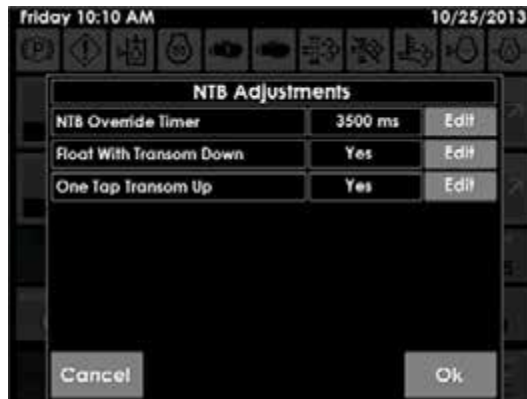 Friday 10:10 AM 10/25/2013
NTB Adjustments
NTB Override Timer 3500 ms Edit
Float With Transom Down Yes Edit
One Tap Transom Up Yes Edit
Cancel Ok